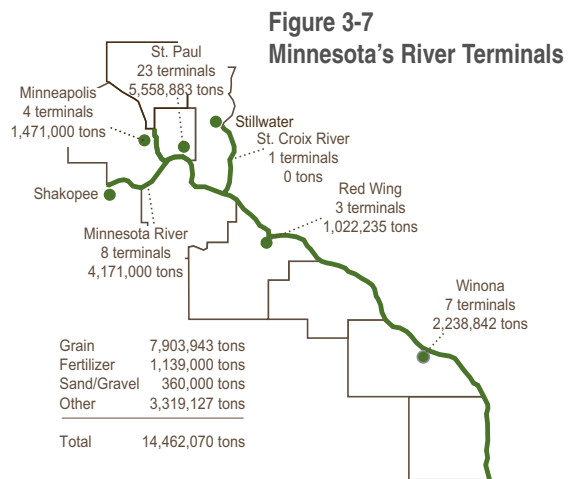 Figure 3-7
Minnesota's River Terminals
St. Paul
23 terminals
5,558,883 tons
Minneapolis
4 terminals
1,471,000 tons
Stillwater
St. Croix River
1 terminals
0 tons
Shakopee
Red Wing
3 terminals
1,022,235 tons
Minnesota River
8 terminals
4,171,000 tons
Winona
7 terminals
2,238,842 tons
Grain 7,903,943 tons
Fertilizer 1,139,000 tons
Sand/Gravel 360,000 tons
Other 3,319,127 tons
Total 14,462,070 tons